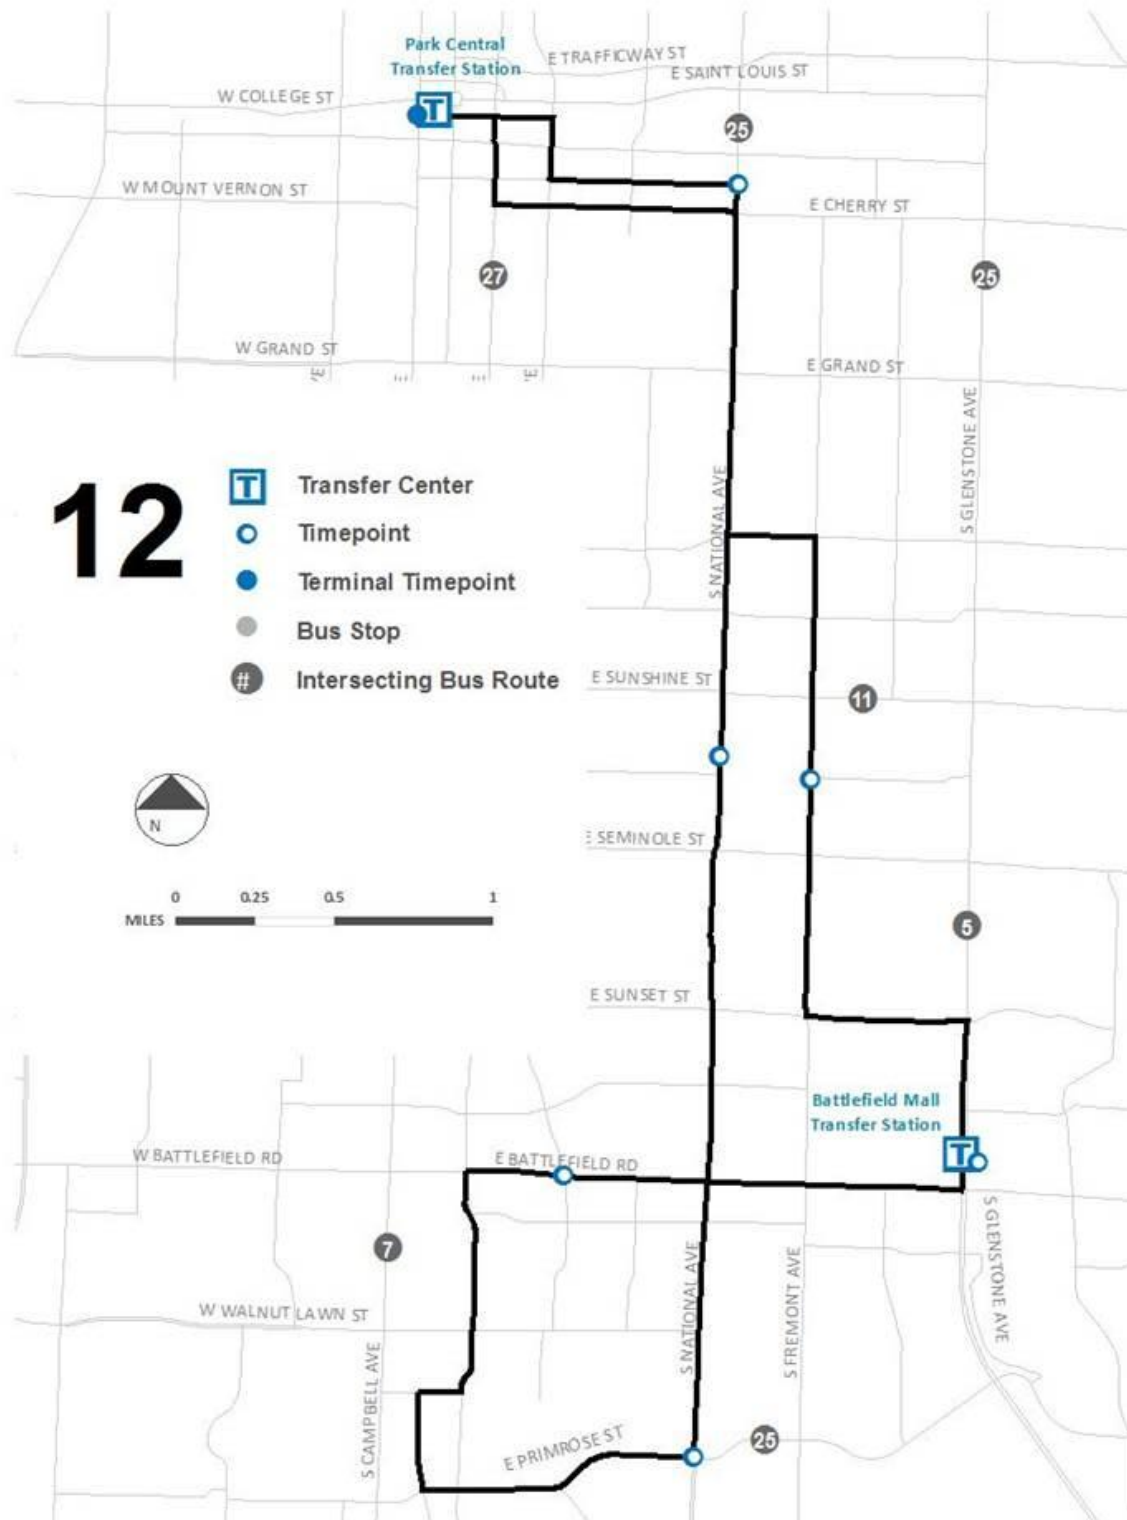 Park Central
Transfer Station
E TRAFFICWAY ST
E SAINT LOUIS ST
W COLLEGE ST
T
25
W MOUNT VERNON ST
E CHERRY ST
27
25
W GRAND ST
E GRAND ST
S GLENSTONE AVE
S NATIONAL AVE
12
T Transfer Center
Timepoint
Terminal Timepoint
Bus Stop
# Intersecting Bus Route
E SUNSHINE ST
11
N
E SEMINOLE ST
0 0.25 0.5 1
MILES
5
E SUNSET ST
Battlefield Mall
Transfer Station
T
W BATTLEFIELD RD
E BATTLEFIELD RD
7
S GLENSTONE AVE
S NATIONAL AVE
S FREMONT AVE
W WALNUT LAWN ST
S CAMPBELL AVE
E PRIMROSE ST
25